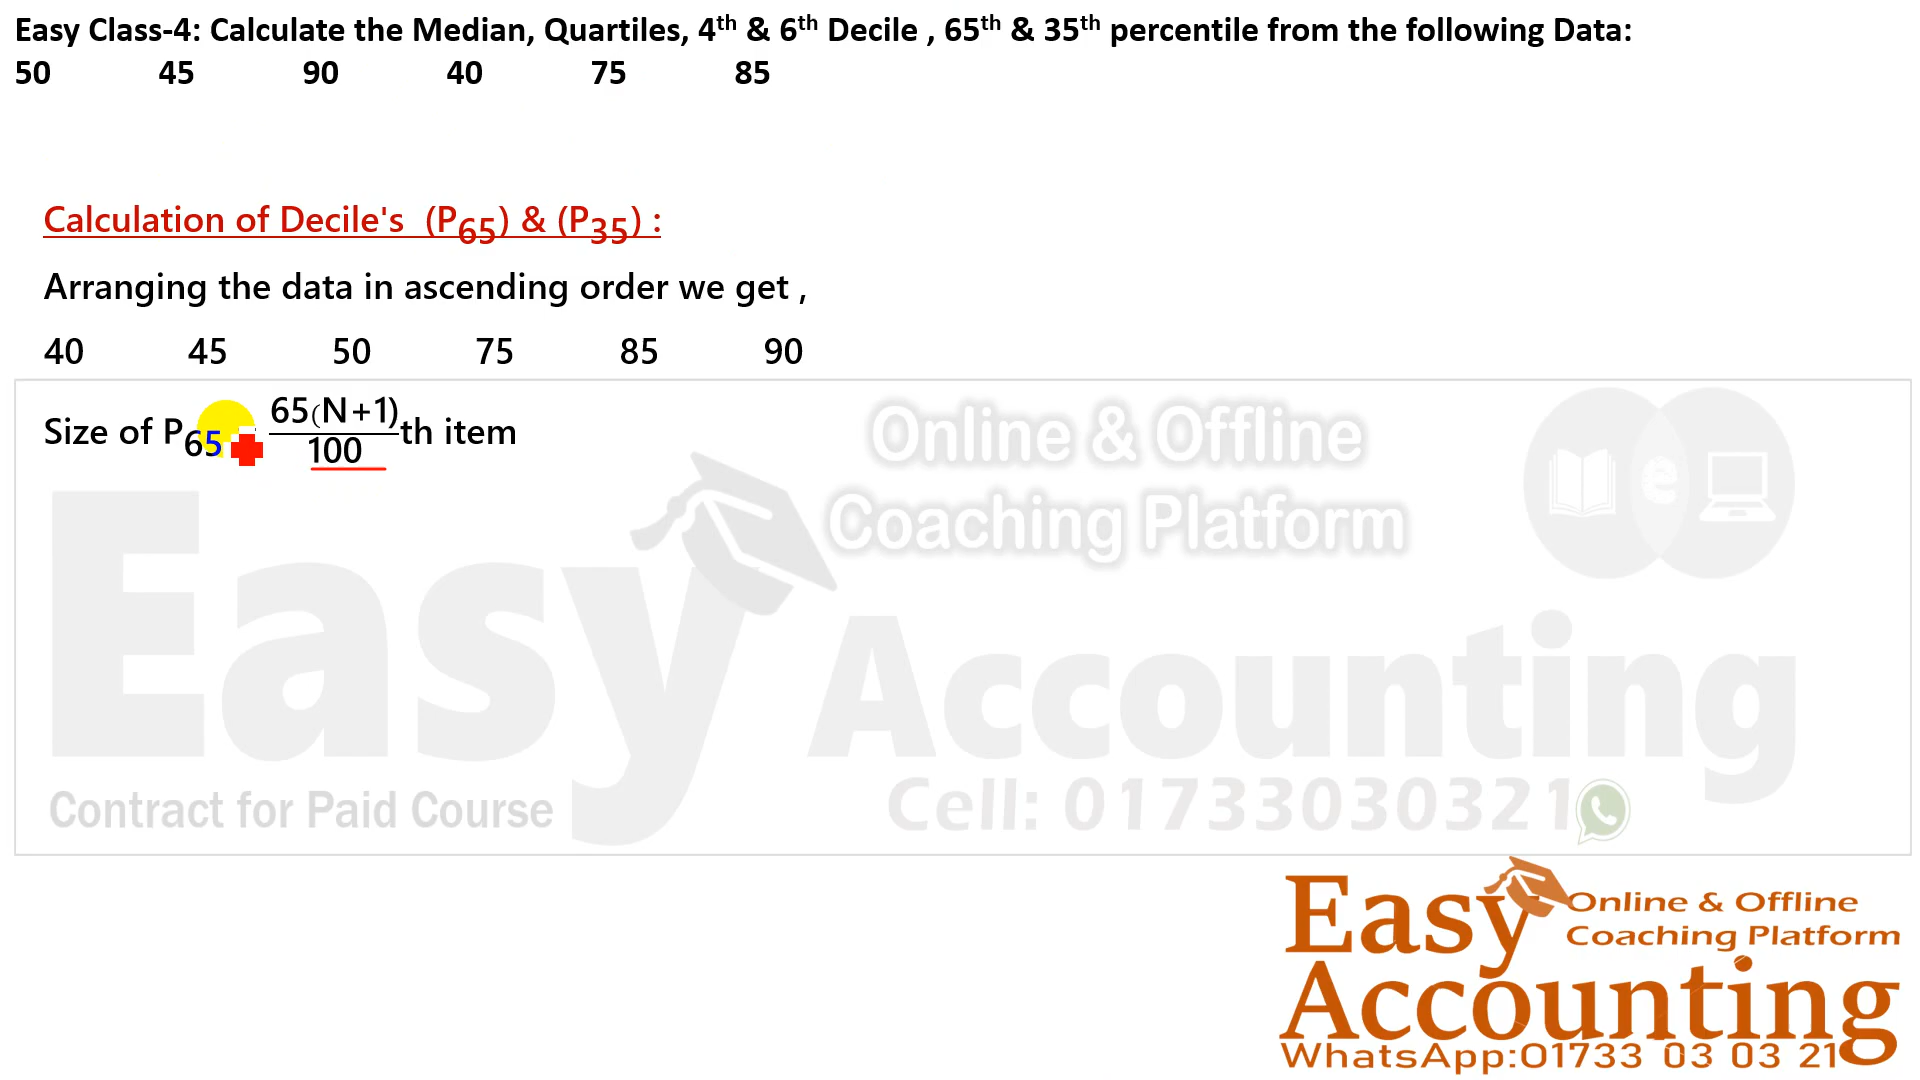 Easy Class-4: Calculate the Median, Quartiles, 4th & 6th Decile , 65th & 35th percentile from the following Data:
50 45 90 40 75 85
Calculation of Decile's (P65) & (P35) :
Arranging the data in ascending order we get ,
40 45 50 75 85 90
Size of P65 65(N+1)/100 th item
Online & Offline
Coaching Platform
e
Easy Accounting
Contract for Paid Course
Cell: 01733030321
Easy
Online & Offline
Coaching Platform
Accounting
WhatsApp:01733 03 03 21